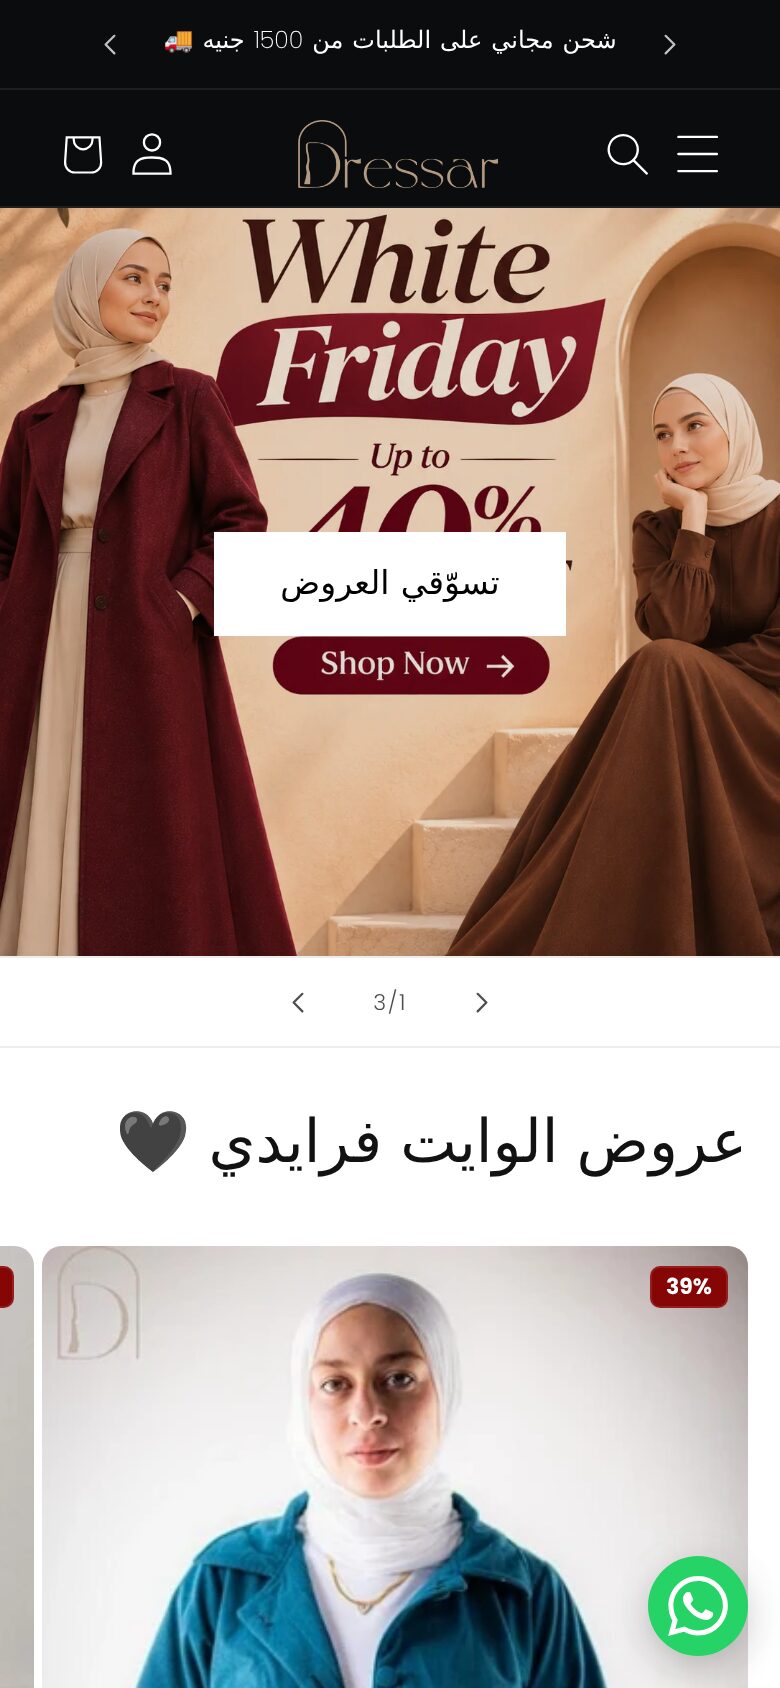 شحن مجاني على الطلبات من 1500 جنيه 🚚
Dressar
White
Friday
Up to
40%
تسوّقي العروض
Shop Now →
3/1
عروض الوايت فرايدي 🖤
39%